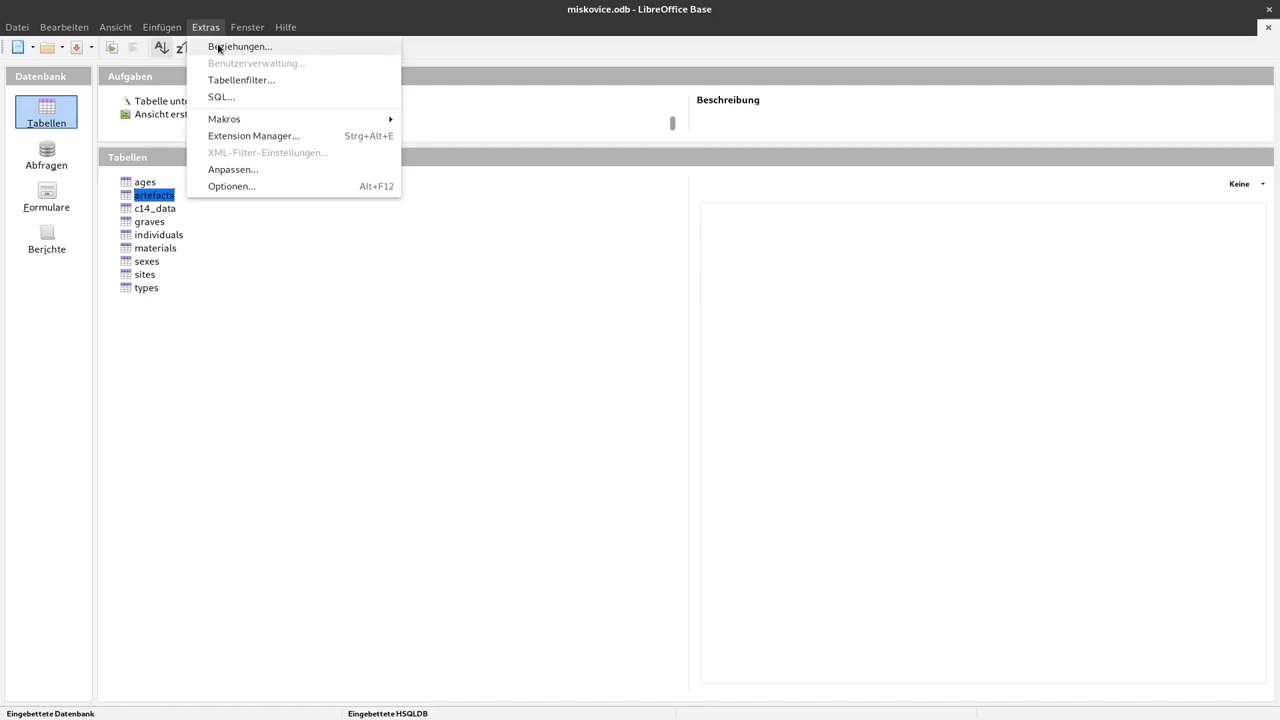 miskovice.odb - LibreOffice Base
Datei Bearbeiten Ansicht Einfügen Extras Fenster Hilfe
Datenbank
Tabellen
Abfragen
Formulare
Berichte
Aufgaben
Tabelle
Ansicht
Beziehungen...
Benutzerverwaltung...
Tabellenfilter...
SQL...
Makros
Extension Manager... Strg+Alt+E
XML-Filter-Einstellungen...
Anpassen...
Optionen... Alt+F12
Beschreibung
Tabellen
ages
artefacts
c14_data
graves
individuals
materials
sexes
sites
types
Keine
Eingebettete Datenbank Eingebettete HSQLDB